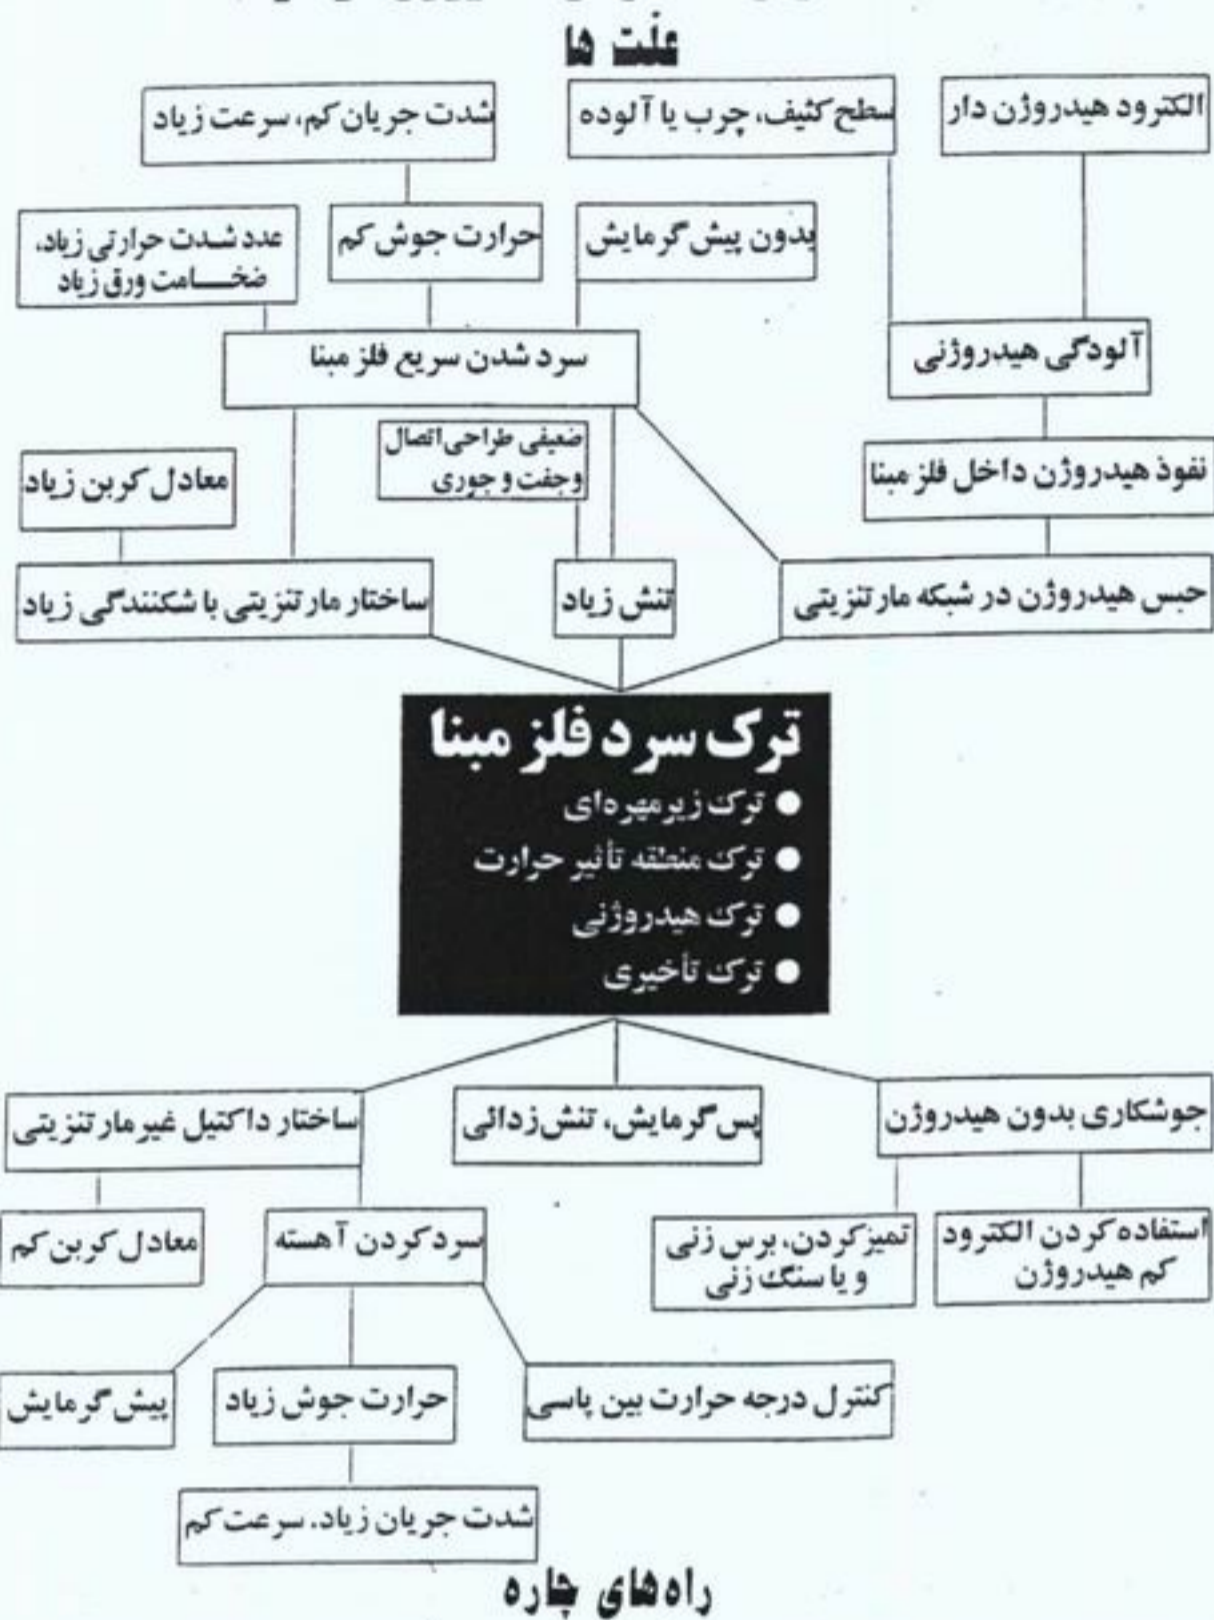 علّت ها
الکترود هیدروژن دار
سطح کثیف، چرب یا آلوده
شدت جریان کم، سرعت زیاد
بدون پیش گرمایش
حرارت جوش کم
عدد شدت حرارتی زیاد،
ضخامت ورق زیاد
آلودگی هیدروژنی
سرد شدن سریع فلز مبنا
نفوذ هیدروژن داخل فلز مبنا
ضعیفی طراحی اتصال
وجفت و جوری
معادل کربن زیاد
حبس هیدروژن در شبکه مارتنزیتی
تنش زیاد
ساختار مارتنزیتی با شکنندگی زیاد
ترک سرد فلز مبنا
● ترک زیرمهره‌ای
● ترک منطقه تأثیر حرارت
● ترک هیدروژنی
● ترک تأخیری
جوشکاری بدون هیدروژن
پس گرمایش، تنش‌زدائی
ساختار داکتیل غیرمارتنزیتی
استفاده کردن الکترود
کم هیدروژن
تمیزکردن، برس زنی
و یا سنگ زنی
سردکردن آهسته
معادل کربن کم
کنترل درجه حرارت بین پاسی
حرارت جوش زیاد
پیش گرمایش
شدت جریان زیاد. سرعت کم
راه های چاره